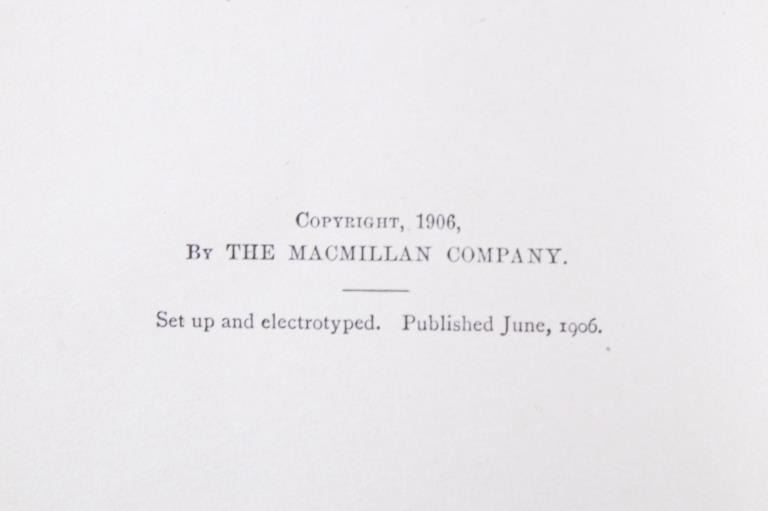 Copyright, 1906,
By THE MACMILLAN COMPANY.
Set up and electrotyped. Published June, 1906.